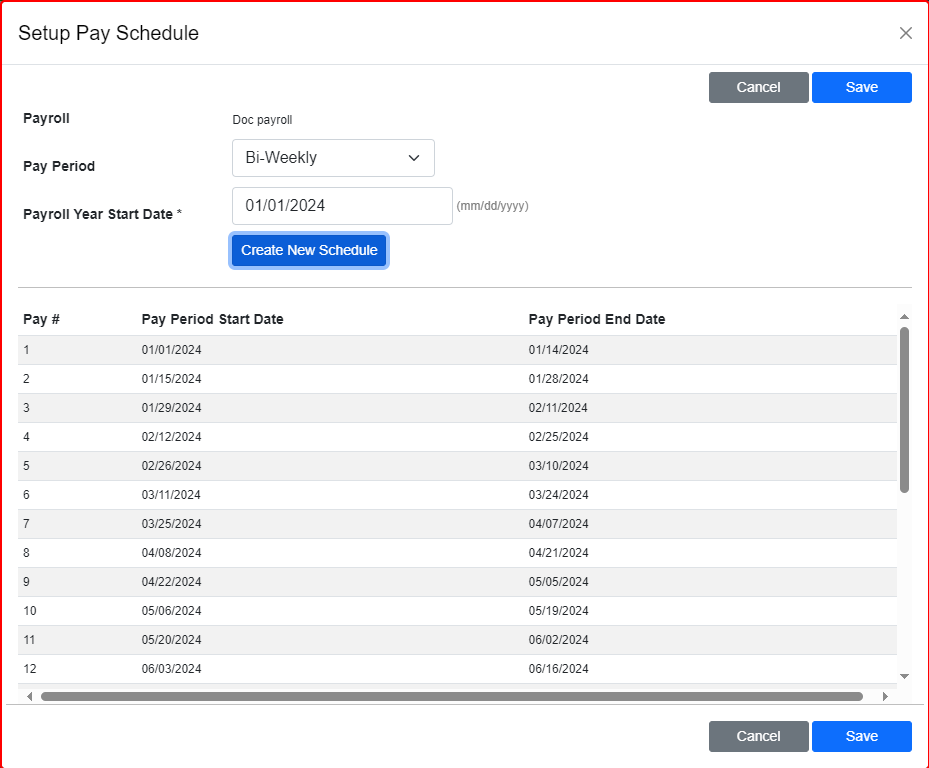 Setup Pay Schedule
Cancel Save
Payroll Doc payroll
Pay Period Bi-Weekly
Payroll Year Start Date * 01/01/2024 (mm/dd/yyyy)
Create New Schedule
Pay # Pay Period Start Date Pay Period End Date
1 01/01/2024 01/14/2024
2 01/15/2024 01/28/2024
3 01/29/2024 02/11/2024
4 02/12/2024 02/25/2024
5 02/26/2024 03/10/2024
6 03/11/2024 03/24/2024
7 03/25/2024 04/07/2024
8 04/08/2024 04/21/2024
9 04/22/2024 05/05/2024
10 05/06/2024 05/19/2024
11 05/20/2024 06/02/2024
12 06/03/2024 06/16/2024
Cancel Save